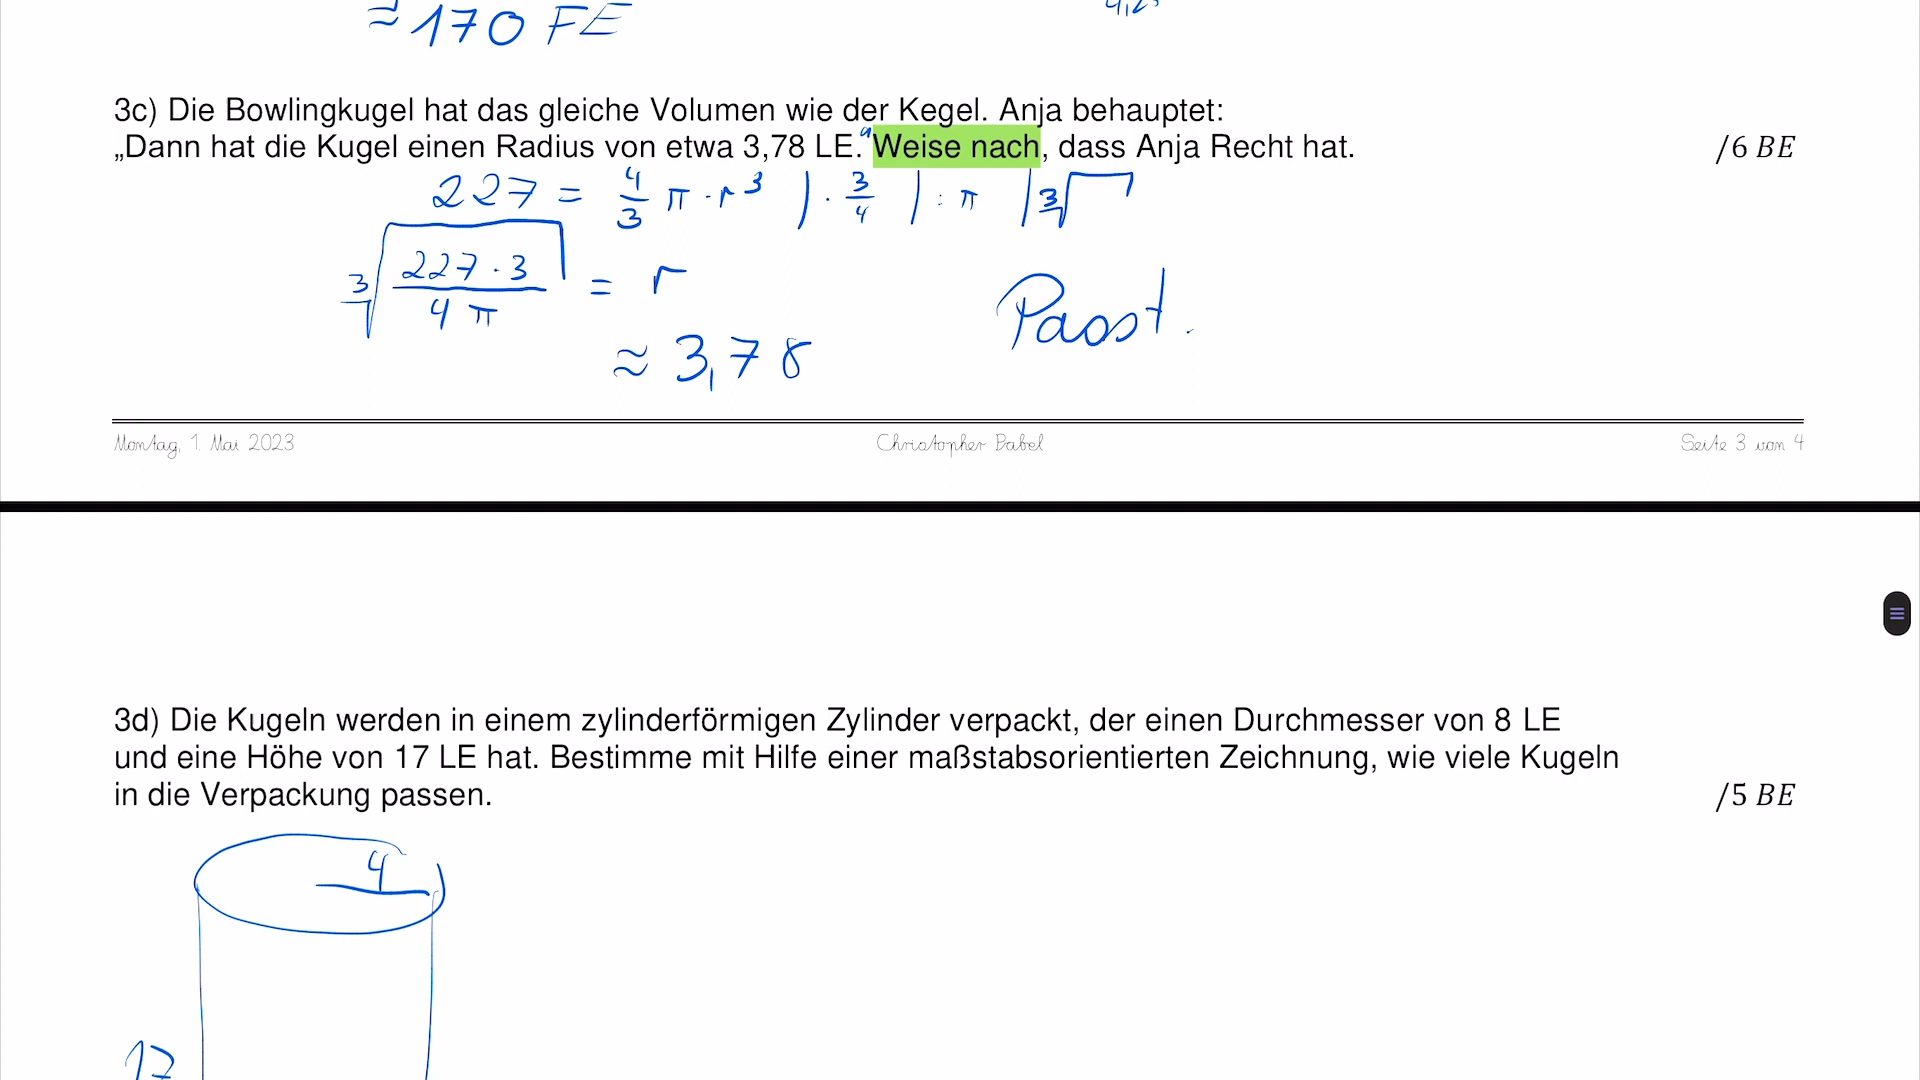 ≈ 170 FE
3c) Die Bowlingkugel hat das gleiche Volumen wie der Kegel. Anja behauptet:
„Dann hat die Kugel einen Radius von etwa 3,78 LE.“ Weise nach, dass Anja Recht hat.
/6 BE
227 = 4/3 π · r³ | · 3/4 | : π | ³√
³√(227 · 3 / 4 π) = r
≈ 3,78
Passt.
Montag, 1. Mai 2023 Christopher Babel Seite 3 von 4
3d) Die Kugeln werden in einem zylinderförmigen Zylinder verpackt, der einen Durchmesser von 8 LE
und eine Höhe von 17 LE hat. Bestimme mit Hilfe einer maßstabsorientierten Zeichnung, wie viele Kugeln
in die Verpackung passen.
/5 BE
4
17